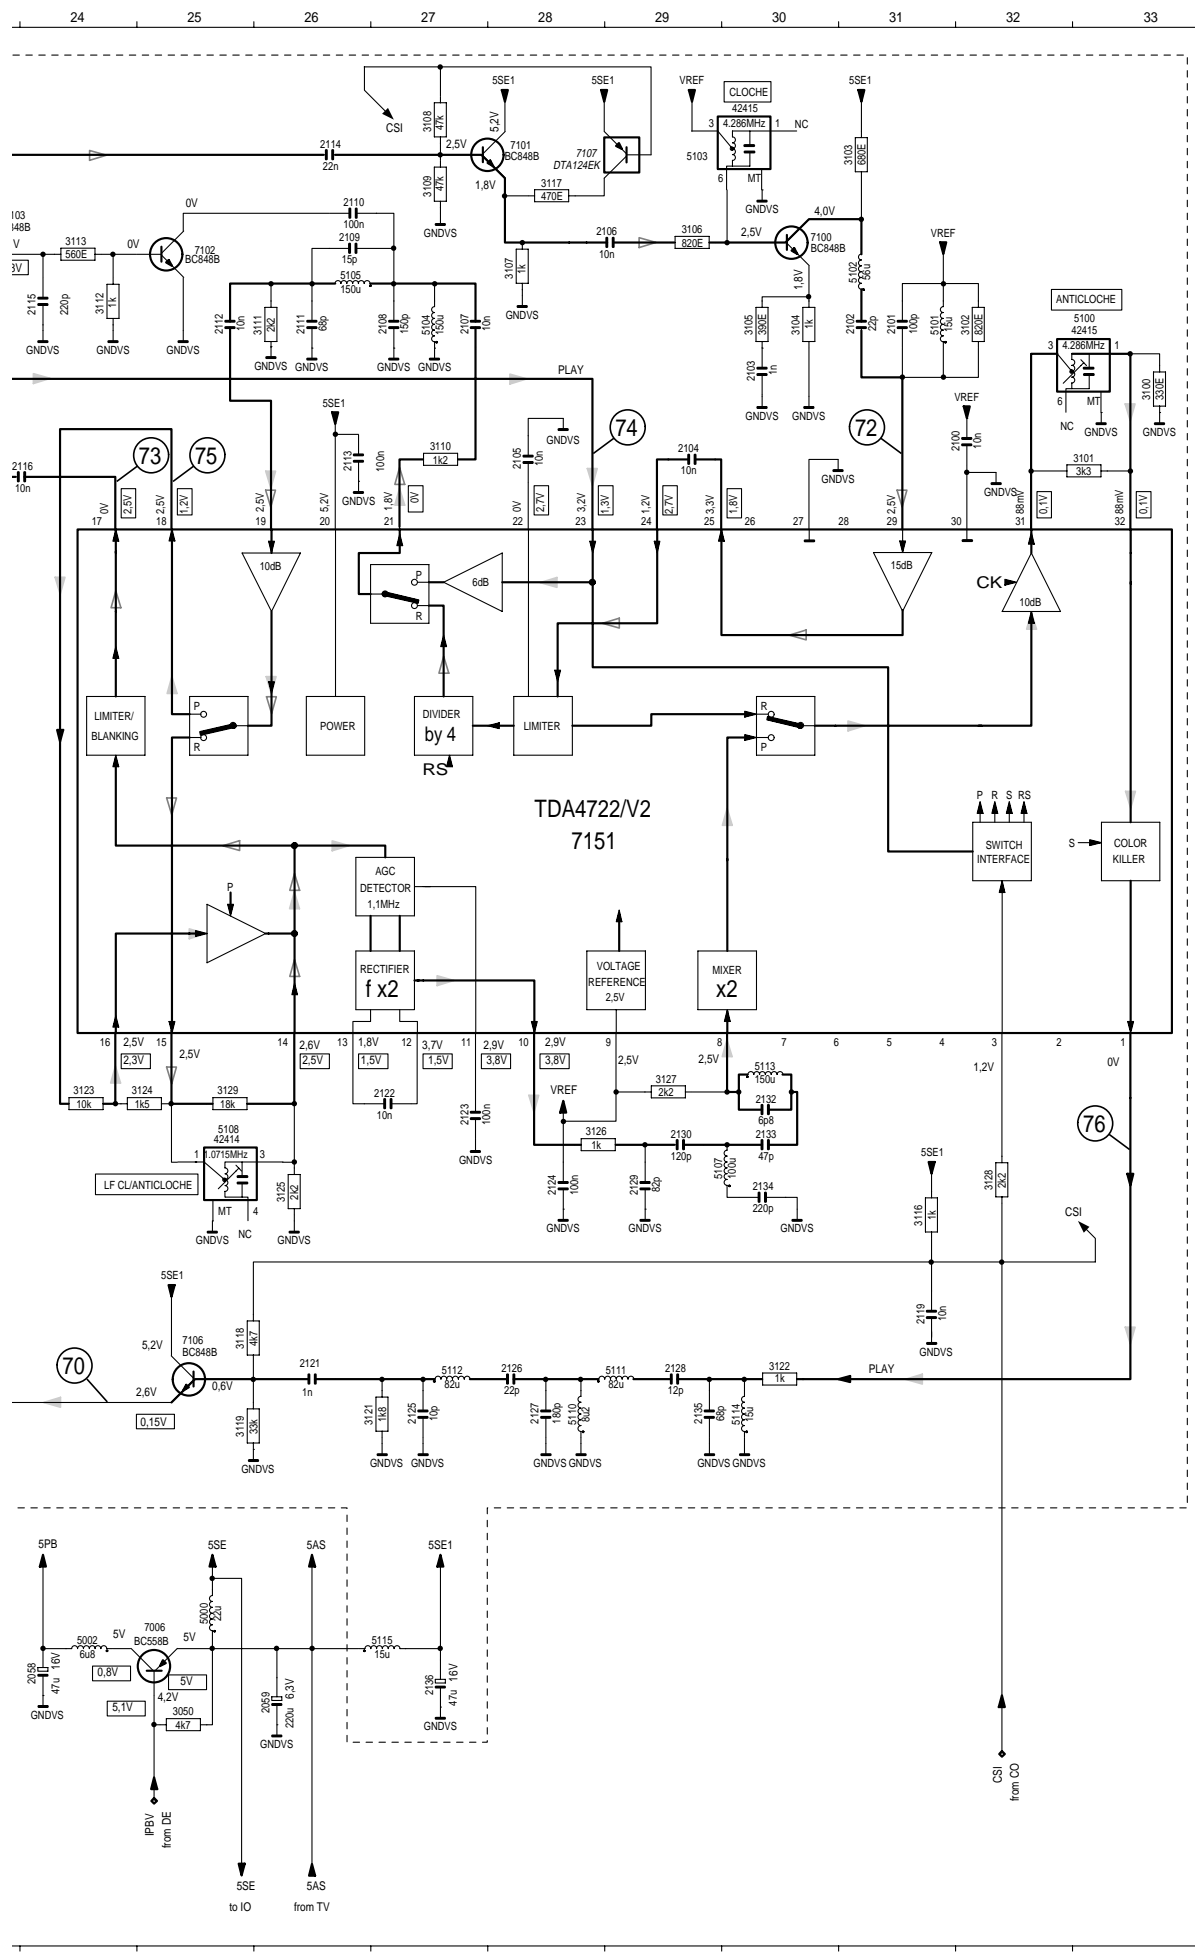 24 25 26 27 28 29 30 31 32 33
5SE1 5SE1 VREF CLOCHE 5SE1
42415
CSI 3108 47k 5,2V
3 4.286MHz 1 NC
2114 22n 2,5V 7101 BC848B
7107 DTA124EK
5103 3103 680E
3109 47k 1,8V 3117 470E
6 MT
GNDVS GNDVS
0V 2110 100n
4,0V
103
848B
V 3113 560E 0V 7102 BC848B
2109 15p
2106 10n 3106 820E 2,5V 7100 BC848B
VREF
3V
3107 1k
5105 150u
1,8V 5102 56u
2115 220p 3112 1k
2112 10n 3111 2k2 2111 68p 2108 150p 5104 150u 2107 10n
GNDVS
3105 390E 3104 1k 2102 22p 2101 100p 5101 15u 3102 820E
ANTICLOCHE
5100
42415
3 4.286MHz 1
GNDVS GNDVS GNDVS
GNDVS GNDVS GNDVS GNDVS
2103 1n
PLAY
6 MT
NC GNDVS
3100 330E
GNDVS
GNDVS GNDVS
5SE1
VREF
2100 10n
73 75 74 72
2116 10n
2113 100n
GNDVS
3110 1k2
2105 10n
GNDVS
2104 10n
GNDVS
GNDVS
3101 3k3
0V 2,5V 2,5V 1,2V 2,5V 5,2V 1,8V 0V 0V 2,7V 3,2V 1,3V 1,2V 2,7V 3,3V 1,8V 2,5V 88mV 0,1V 88mV 0,1V
17 18 19 20 21 22 23 24 25 26 27 28 29 30 31 32
10dB P R 6dB 15dB CK 10dB
LIMITER/
BLANKING
P
R
POWER
DIVIDER
by 4
RS
LIMITER
R
P
TDA4722/V2
7151
P R S RS
SWITCH
INTERFACE
S
COLOR
KILLER
AGC
DETECTOR
1,1MHz
P
RECTIFIER
f x2
VOLTAGE
REFERENCE
2,5V
MIXER
x2
16 15 14 13 12 11 10 9 8 7 6 5 4 3 2 1
2,5V 2,3V 2,5V 2,6V 2,5V 1,8V 1,5V 3,7V 1,5V 2,9V 3,8V 2,9V 3,8V 2,5V 2,5V 1,2V 0V
3123 10k 3124 1k5 3129 18k
2122 10n
2123 100n
GNDVS
VREF
3127 2k2
5113 150u
2132 6p8
5108
42414
1 1.0715MHz 3
LF CL/ANTICLOCHE
MT 4
GNDVS NC
3125 2k2
GNDVS
3126 1k
2130 120p
2133 47p
2124 100n
2129 82p
5107 100u
2134 220p
GNDVS GNDVS GNDVS
76
5SE1
3128 2k2
3116 1k
CSI
5SE1
3118 4k7
2119 10n
GNDVS
5,2V 7106 BC848B
70
2,6V 0,6V
0,15V
2121 1n
5112 82u
2126 22p
5111 82u
2128 12p
3122 1k
PLAY
3119 33k
3121 1k8
2125 10p
2127 180p
5110 8u2
2135 68p
5114 15u
GNDVS GNDVS GNDVS GNDVS GNDVS GNDVS GNDVS
5PB 5SE 5AS 5SE1
5000 22u
7006
BC558B
5002 6u8 5V 5V
5115 15u
0,8V 5V
2058 47u 16V
4,2V
5,1V 3050 4k7
2059 220u 6,3V
2136 47u 16V
GNDVS GNDVS GNDVS
IPBV
from DE
CSI
from CO
5SE
to IO
5AS
from TV